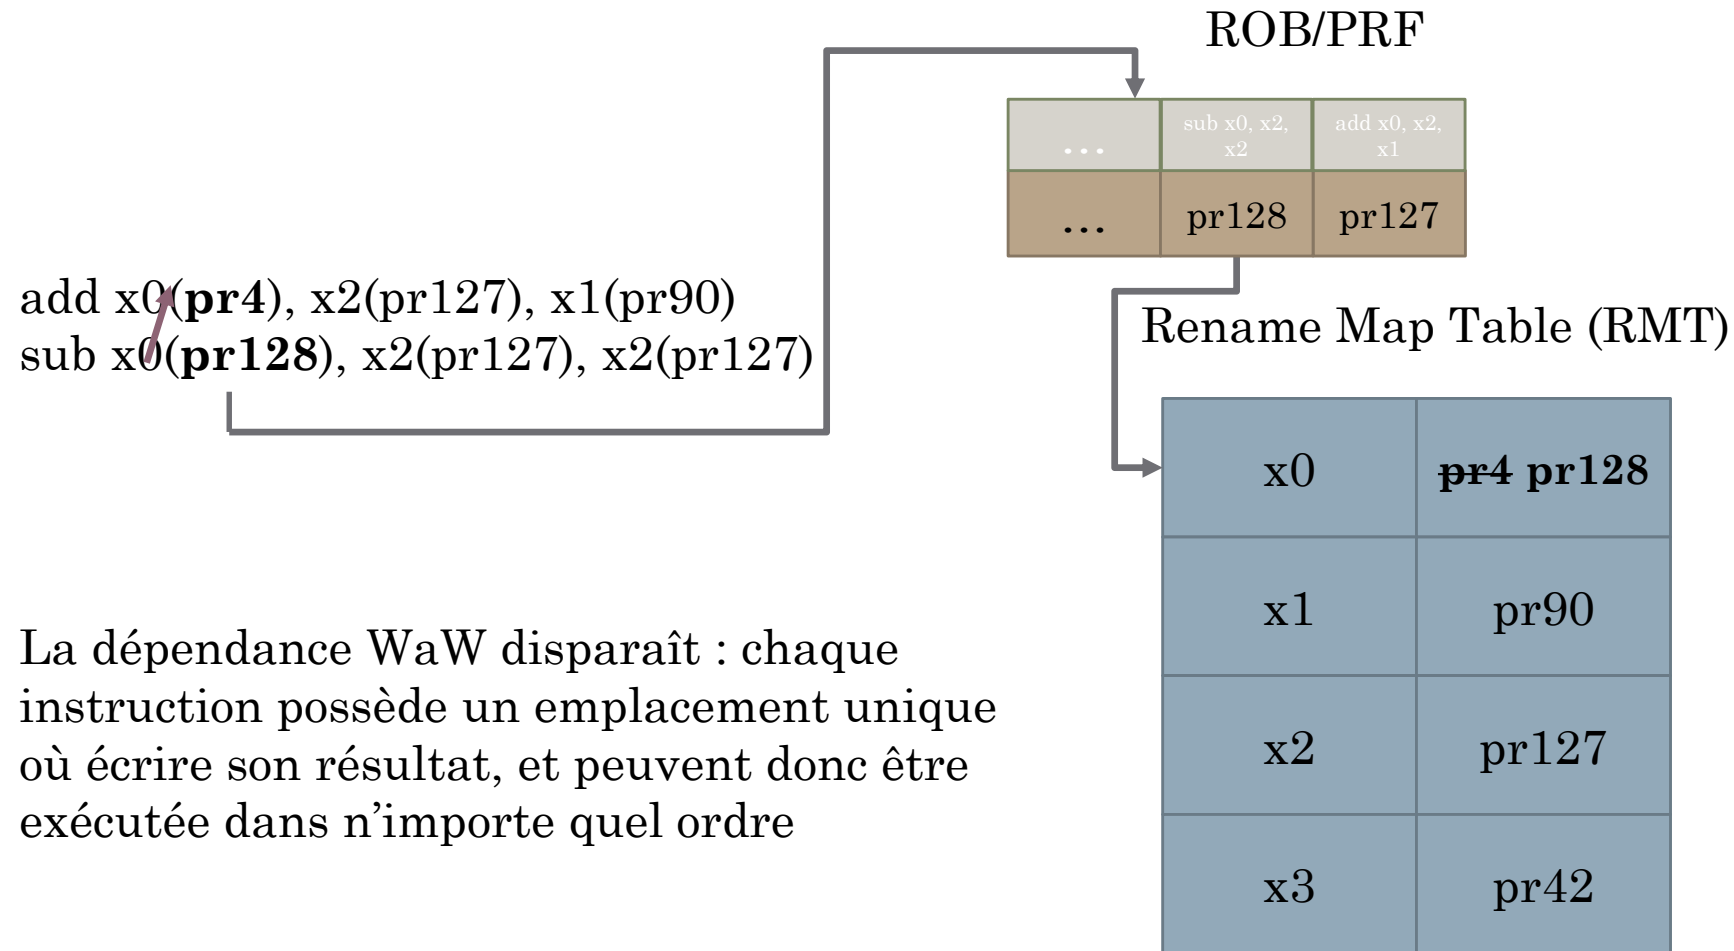 ROB/PRF
... sub x0, x2, add x0, x2,
x2 x1
... pr128 pr127
add x0(pr4), x2(pr127), x1(pr90)
sub x0(pr128), x2(pr127), x2(pr127)
Rename Map Table (RMT)
x0 pr4 pr128
x1 pr90
x2 pr127
x3 pr42
La dépendance WaW disparaît : chaque
instruction possède un emplacement unique
où écrire son résultat, et peuvent donc être
exécutée dans n’importe quel ordre